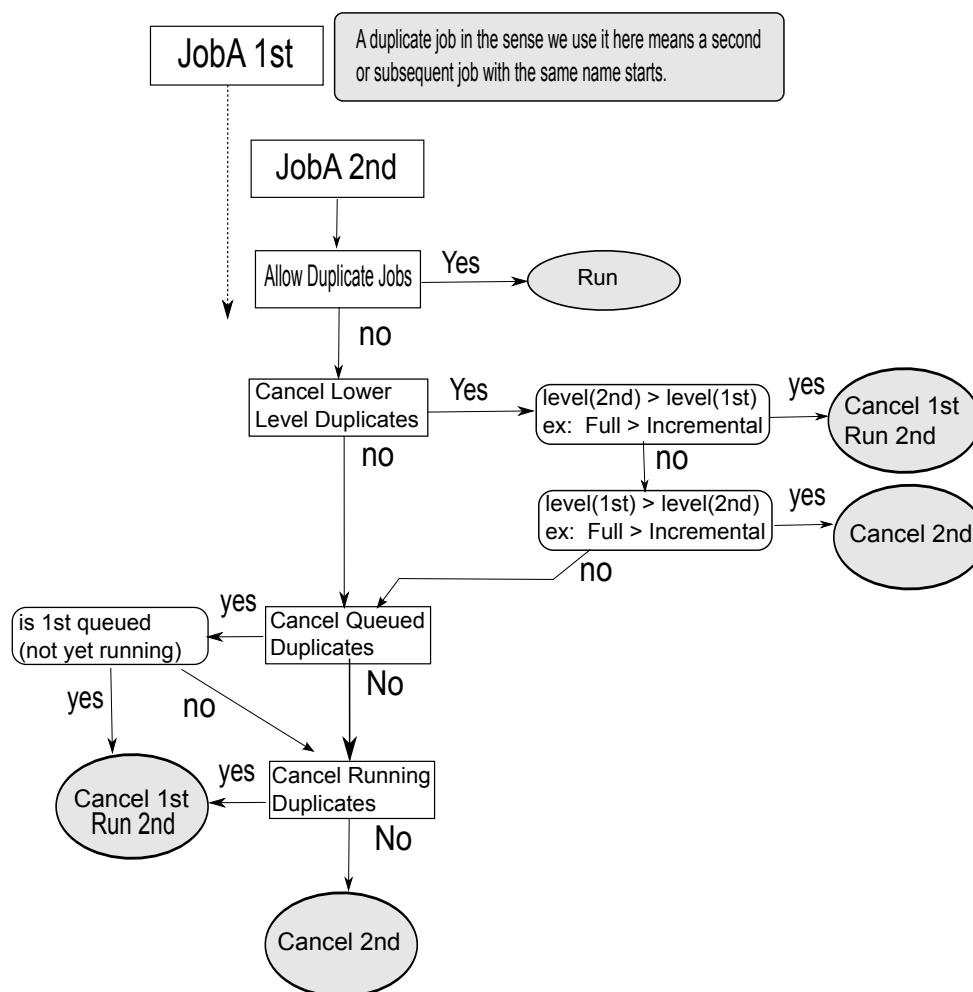 JobA 1st
A duplicate job in the sense we use it here means a second
or subsequent job with the same name starts.
JobA 2nd
Allow Duplicate Jobs
Yes
Run
no
Cancel Lower
Level Duplicates
Yes
level(2nd) > level(1st)
ex: Full > Incremental
yes
Cancel 1st
Run 2nd
no
no
level(1st) > level(2nd)
ex: Full > Incremental
yes
Cancel 2nd
no
Cancel Queued
Duplicates
yes
is 1st queued
(not yet running)
No
yes
no
Cancel Running
Duplicates
yes
Cancel 1st
Run 2nd
No
Cancel 2nd